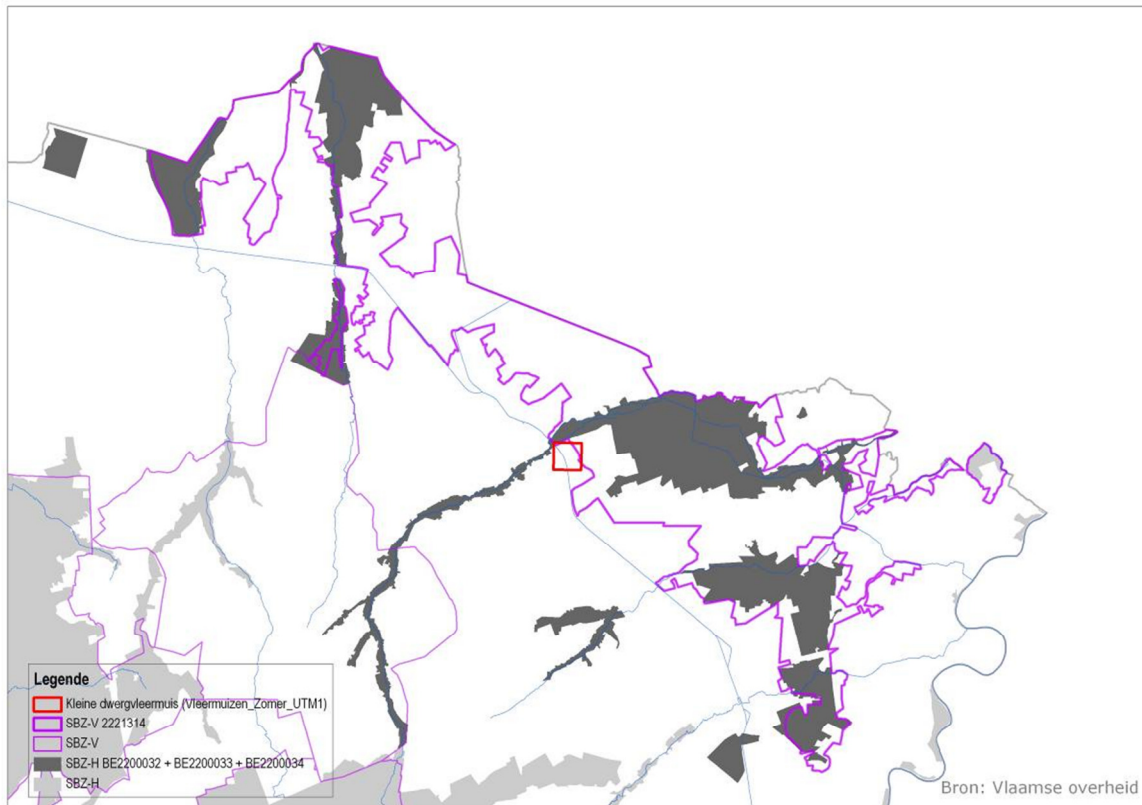 Legende
Kleine dwergvleermuis (Vleermuizen_Zomer_UTM1)
SBZ-V 2221314
SBZ-V
SBZ-H BE2200032 + BE2200033 + BE2200034
SBZ-H
Bron: Vlaamse overheid